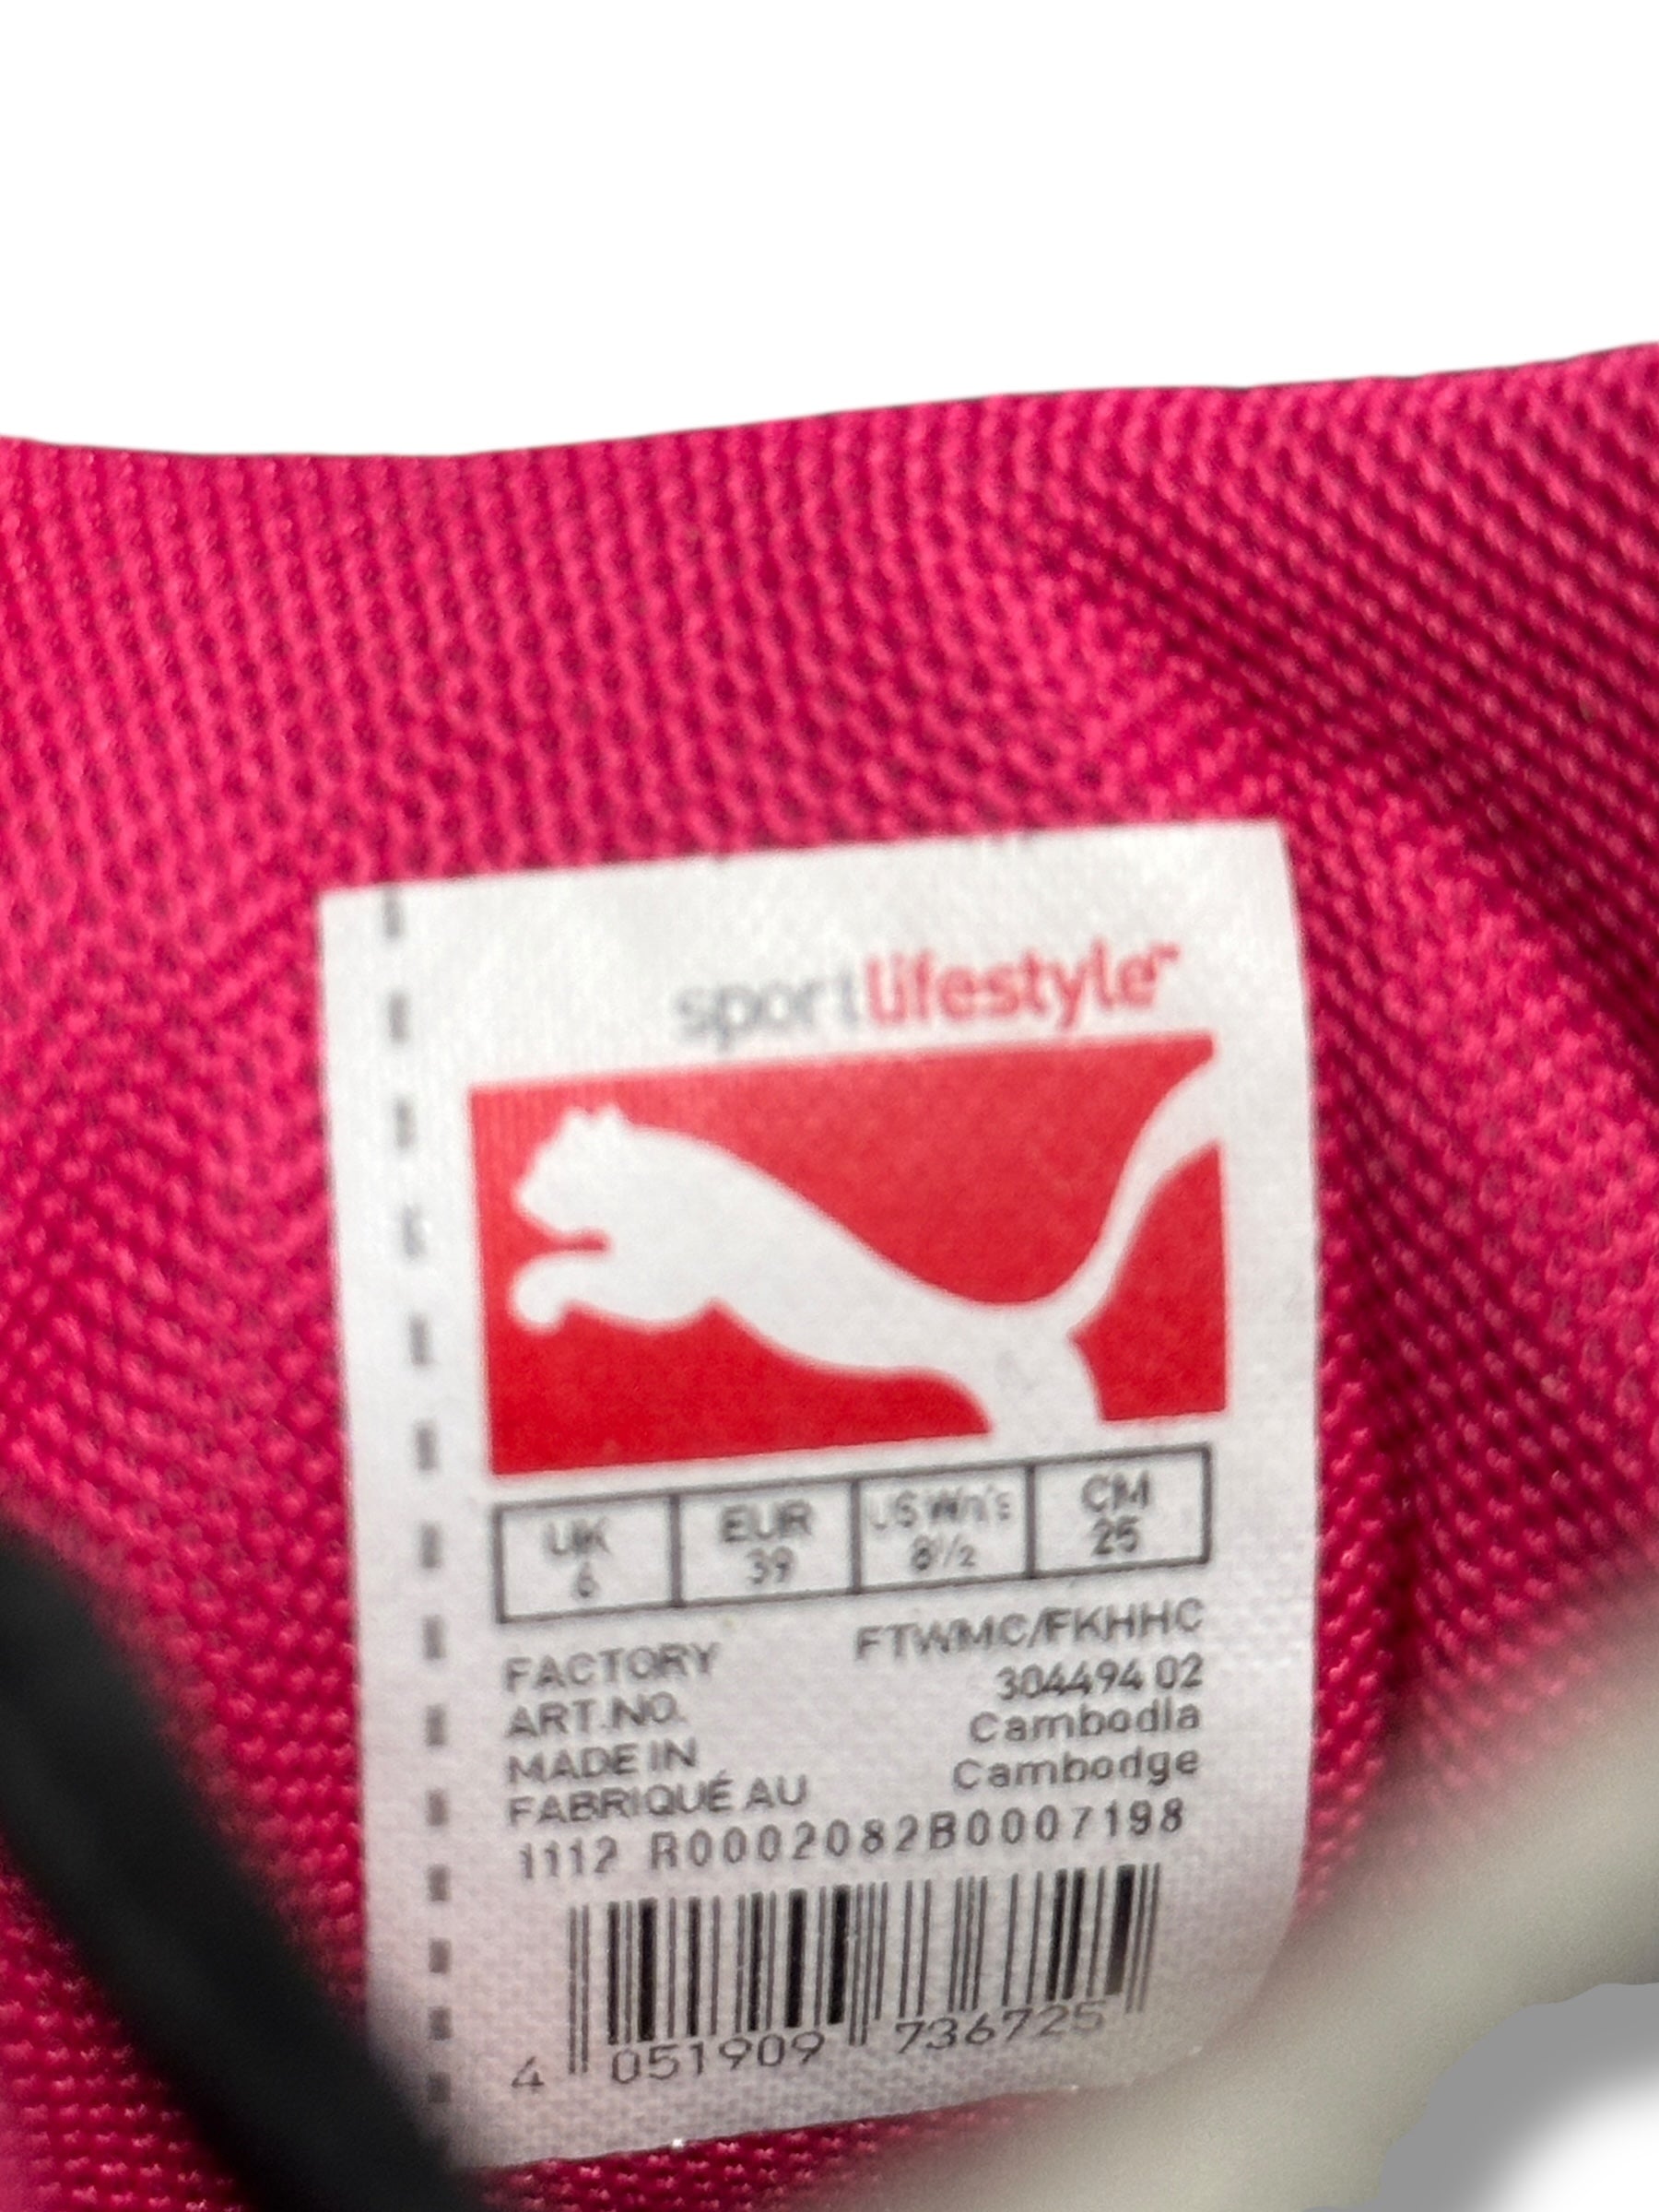 sportlifestyle™
UK EUR US Wn's CM
6 39 8½ 25
FACTORY FTWMC/FKHHC
ART.NO. 304494 02
MADE IN Cambodia
FABRIQUÉ AU Cambodge
1112 R0002082B0007198
4 051909 736725